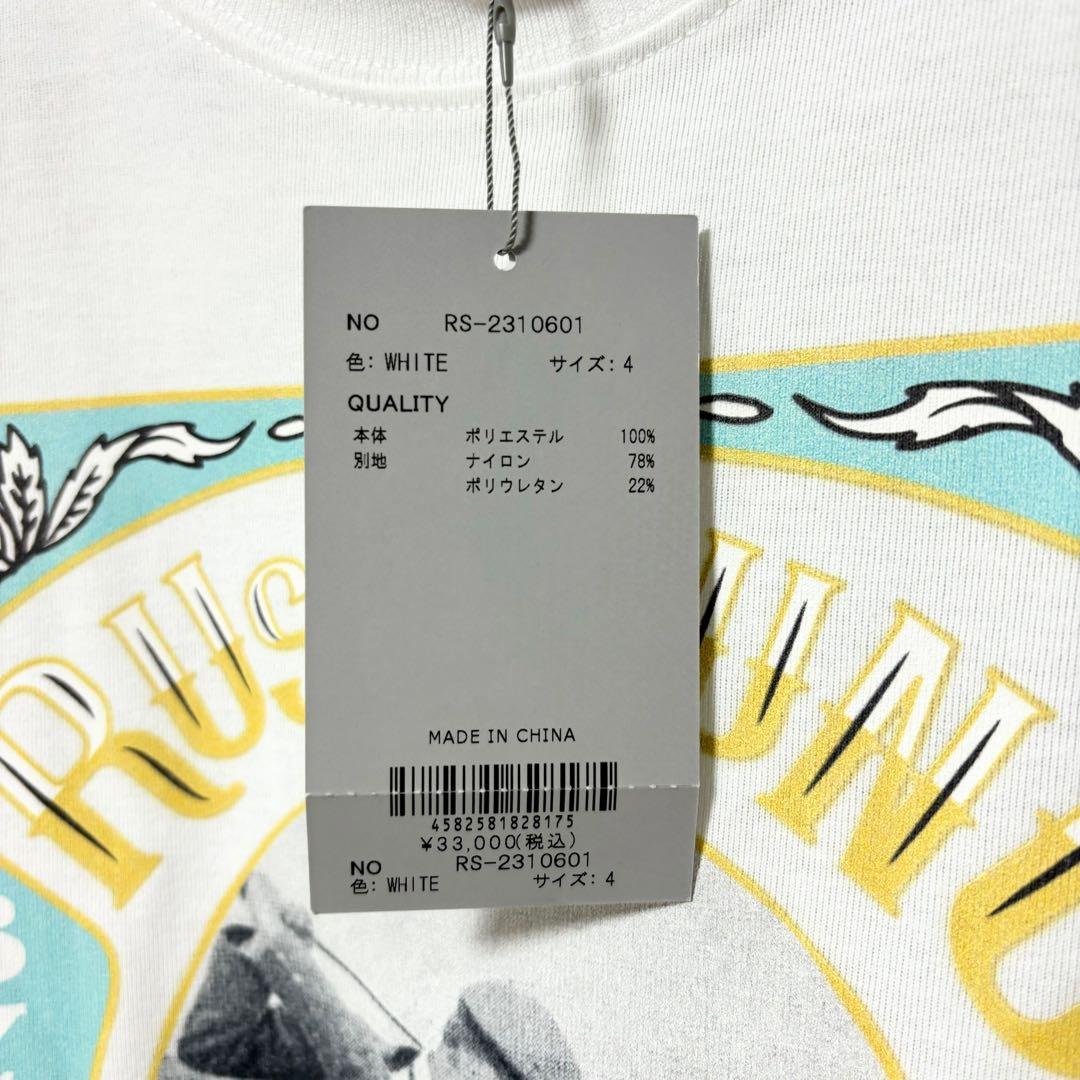 NO RS-2310601
色: WHITE サイズ: 4
QUALITY
本体 ポリエステル 100%
別地 ナイロン 78%
ポリウレタン 22%
MADE IN CHINA
4582581828175
¥33,000(税込)
NO RS-2310601
色: WHITE サイズ: 4
RUS